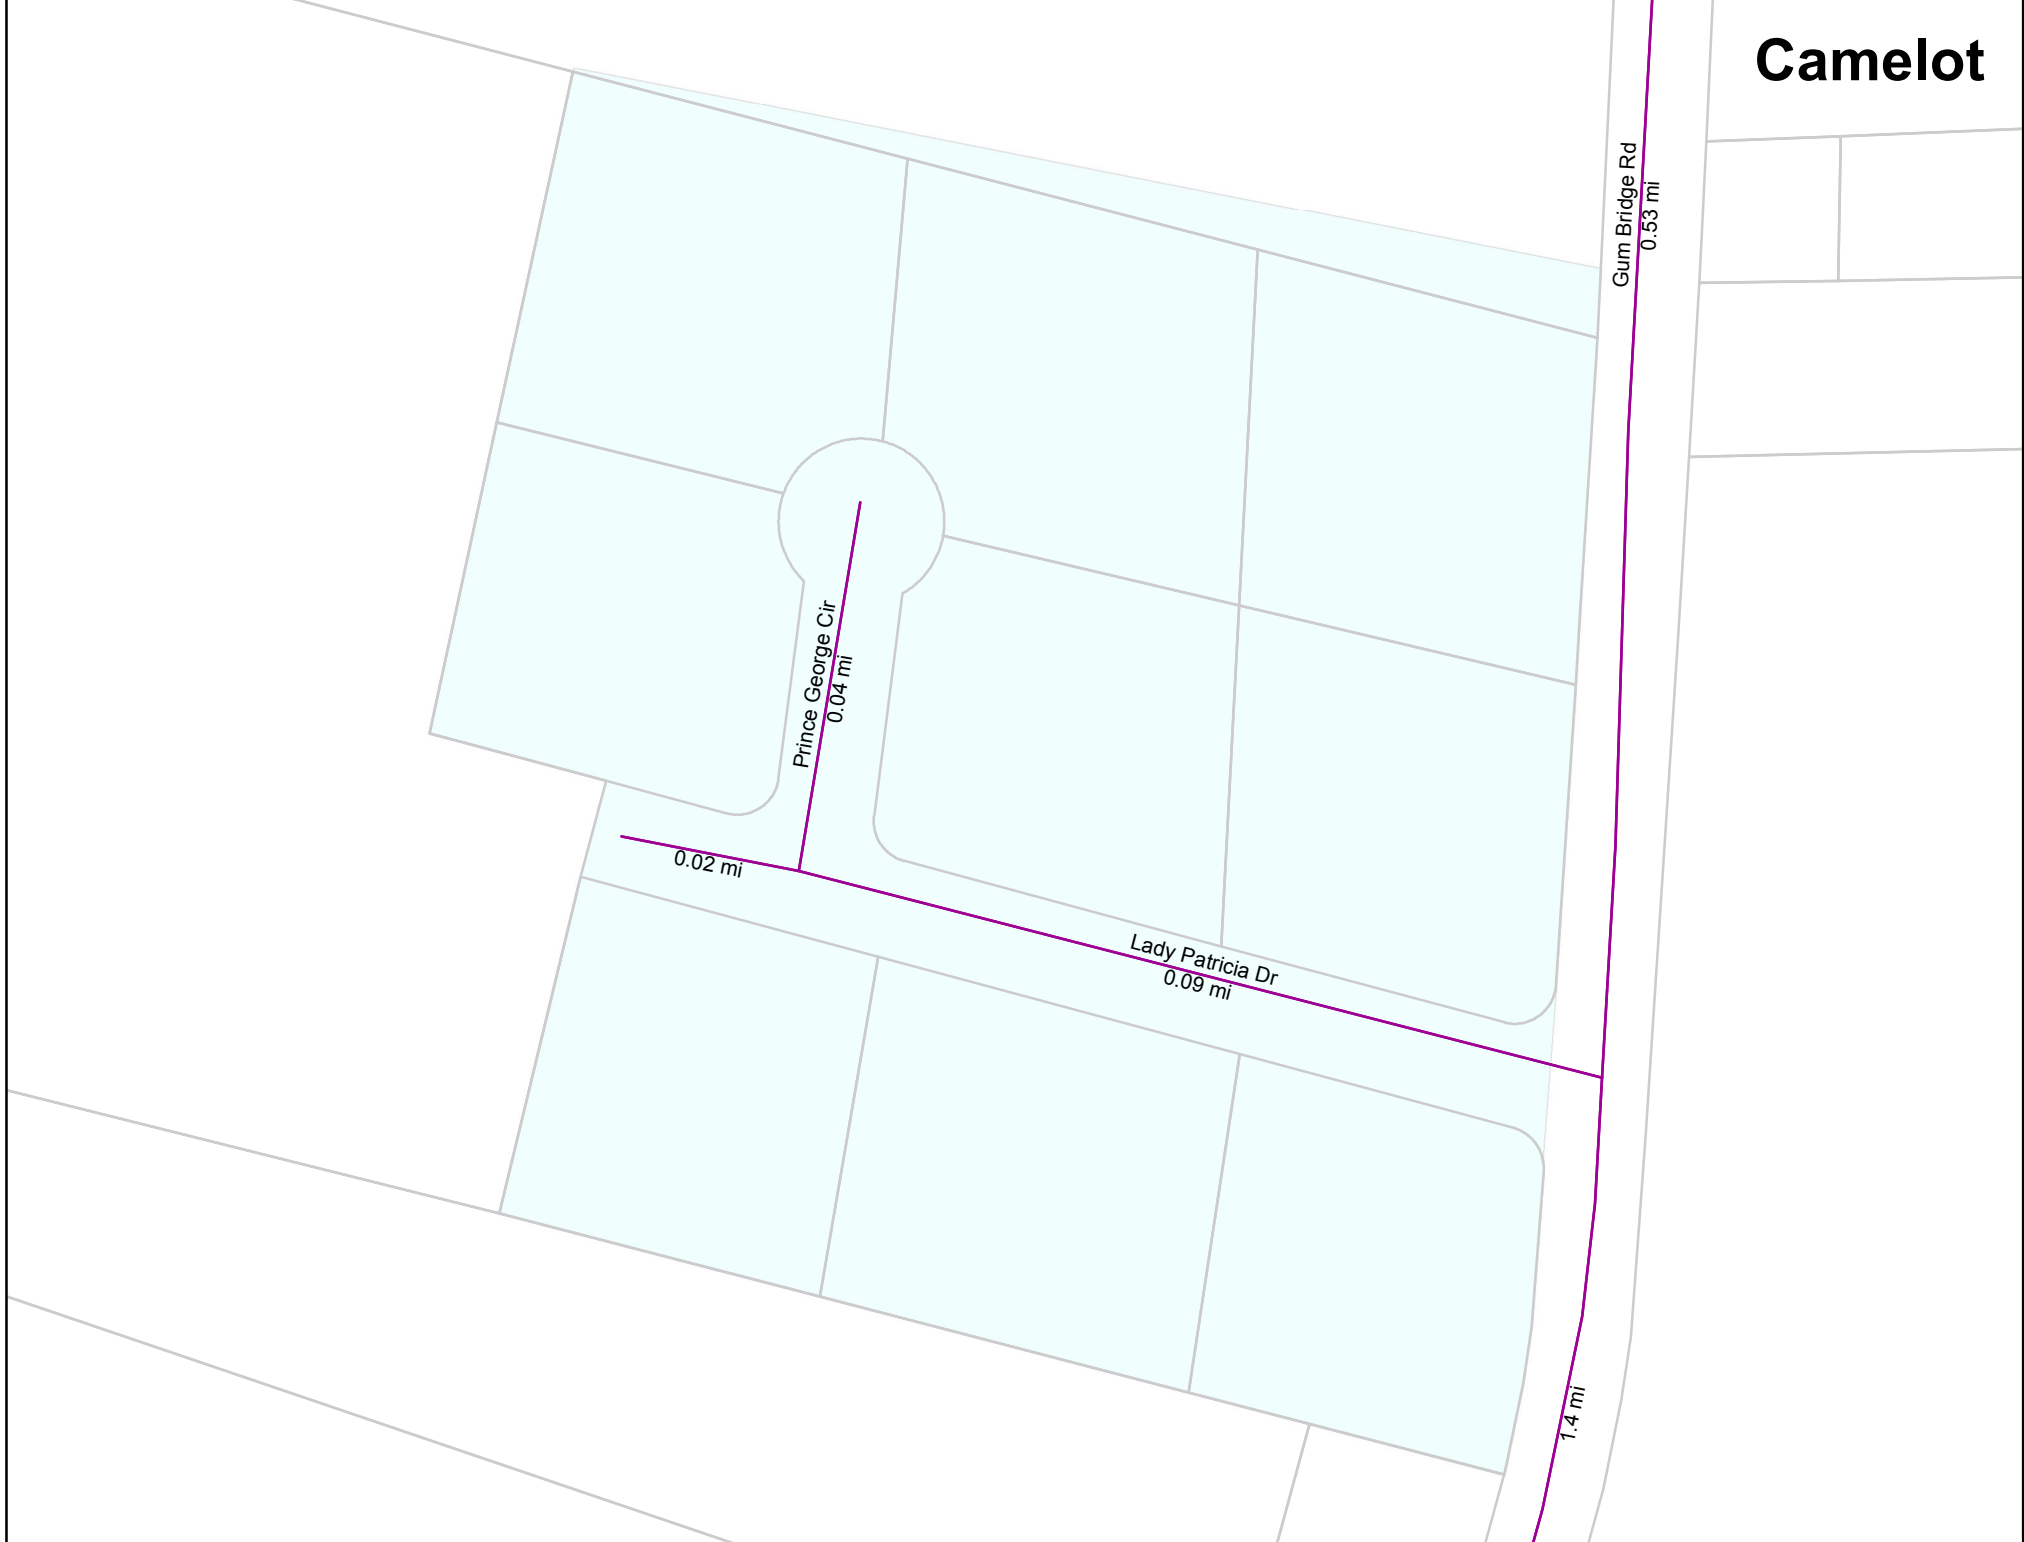 Camelot
Gum Bridge Rd
0.53 mi
Prince George Cir
0.04 mi
0.02 mi
Lady Patricia Dr
0.09 mi
1.4 mi